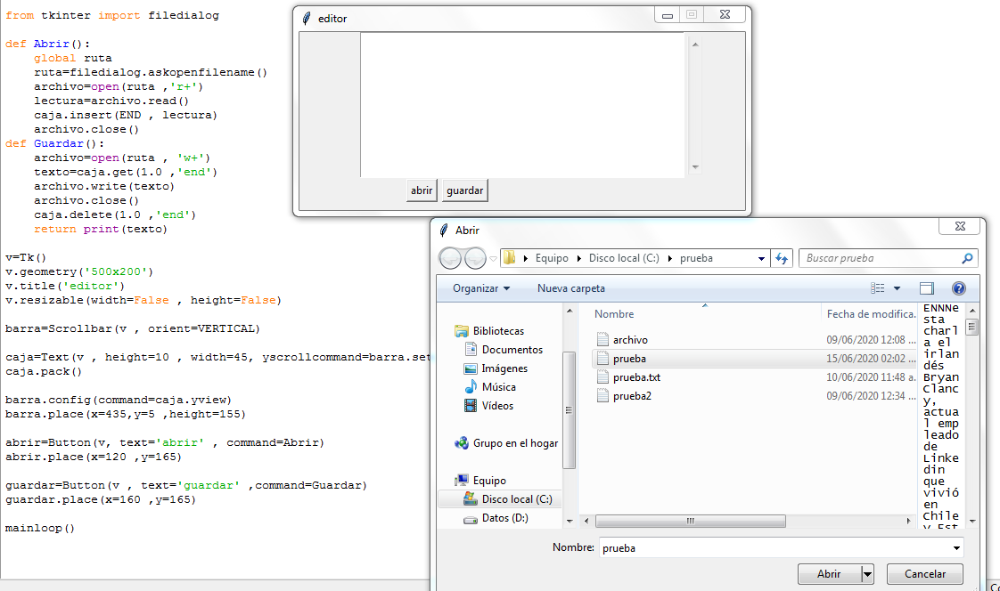 from tkinter import filedialog
def Abrir():
    global ruta
    ruta=filedialog.askopenfilename()
    archivo=open(ruta ,'r+')
    lectura=archivo.read()
    caja.insert(END , lectura)
    archivo.close()
def Guardar():
    archivo=open(ruta , 'w+')
    texto=caja.get(1.0 ,'end')
    archivo.write(texto)
    archivo.close()
    caja.delete(1.0 ,'end')
    return print(texto)
v=Tk()
v.geometry('500x200')
v.title('editor')
v.resizable(width=False , height=False)
barra=Scrollbar(v , orient=VERTICAL)
caja=Text(v , height=10 , width=45, yscrollcommand=barra.set
caja.pack()
barra.config(command=caja.yview)
barra.place(x=435,y=5 ,height=155)
abrir=Button(v, text='abrir' , command=Abrir)
abrir.place(x=120 ,y=165)
guardar=Button(v , text='guardar' ,command=Guardar)
guardar.place(x=160 ,y=165)
mainloop()
editor
abrir guardar
Abrir
Equipo Disco local (C:) prueba Buscar prueba
Organizar Nueva carpeta
Bibliotecas
Documentos
Imágenes
Música
Vídeos
Grupo en el hogar
Equipo
Disco local (C:)
Datos (D:)
Nombre Fecha de modifica...
archivo 09/06/2020 12:08 ...
prueba 15/06/2020 02:02 ...
prueba.txt 10/06/2020 11:48 a.
prueba2 09/06/2020 12:34 ...
ENNNe
sta
charl
a el
irlan
dés
Bryan
Clanc
y,
actua
l emp
leado
de
Linke
din
que
vivió
en
Chile
y Est
Nombre: prueba
Abrir Cancelar